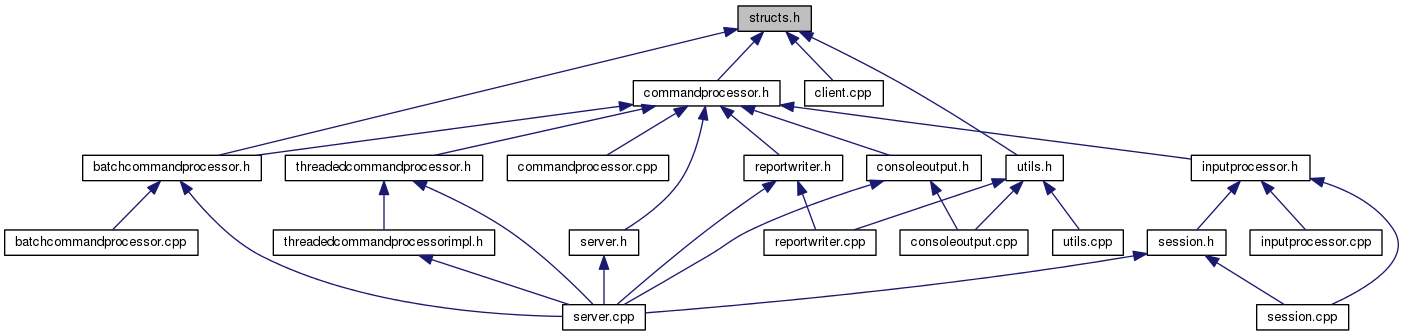 structs.h
commandprocessor.h
client.cpp
batchcommandprocessor.h
threadedcommandprocessor.h
commandprocessor.cpp
reportwriter.h
consoleoutput.h
utils.h
inputprocessor.h
batchcommandprocessor.cpp
threadedcommandprocessorimpl.h
server.h
reportwriter.cpp
consoleoutput.cpp
utils.cpp
session.h
inputprocessor.cpp
server.cpp
session.cpp